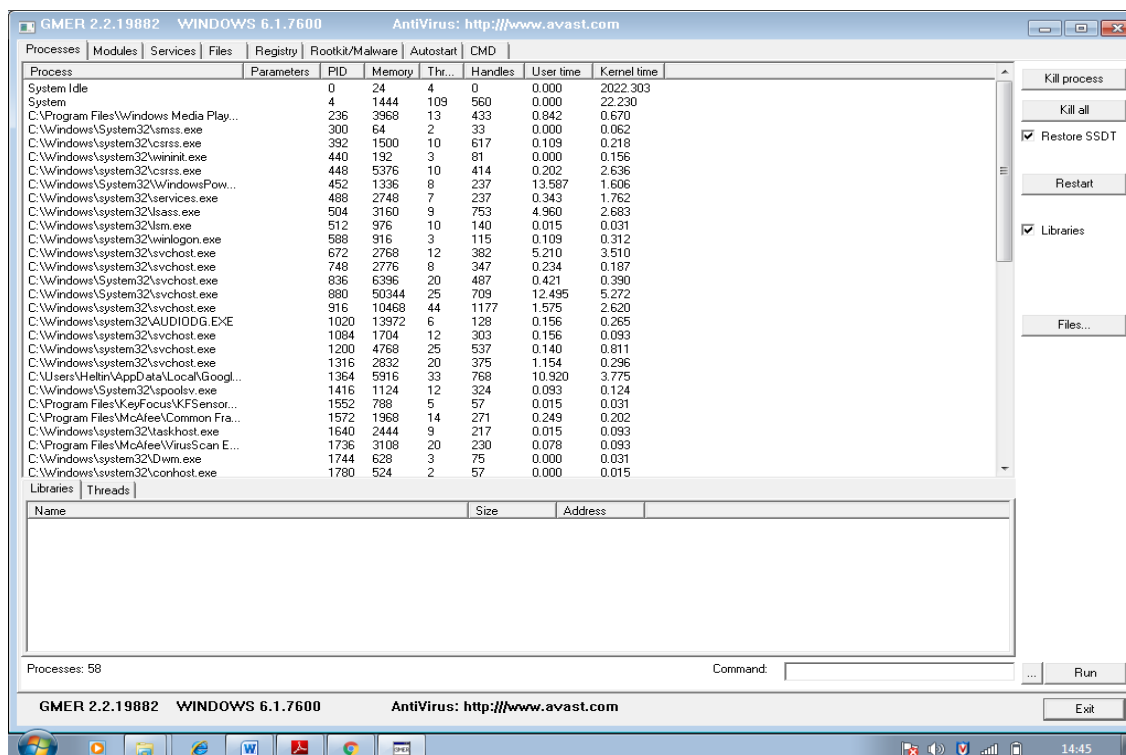 GMER 2.2.19882 WINDOWS 6.1.7600 AntiVirus: http:///www.avast.com
Processes Modules Services Files Registry Rootkit/Malware Autostart CMD
Process Parameters PID Memory Thr... Handles User time Kernel time
System Idle 0 24 4 0 0.000 2022.303
System 4 1444 109 560 0.000 22.230
C:\Program Files\Windows Media Play... 236 3968 13 433 0.842 0.670
C:\Windows\System32\smss.exe 300 64 2 33 0.000 0.062
C:\Windows\system32\csrss.exe 392 1500 10 617 0.109 0.218
C:\Windows\system32\wininit.exe 440 192 3 81 0.000 0.156
C:\Windows\system32\csrss.exe 448 5376 10 414 0.202 2.636
C:\Windows\System32\WindowsPow... 452 1336 8 237 13.587 1.606
C:\Windows\system32\services.exe 488 2748 7 237 0.343 1.762
C:\Windows\system32\lsass.exe 504 3160 9 753 4.960 2.683
C:\Windows\system32\lsm.exe 512 976 10 140 0.015 0.031
C:\Windows\system32\winlogon.exe 588 916 3 115 0.109 0.312
C:\Windows\system32\svchost.exe 672 2768 12 382 5.210 3.510
C:\Windows\system32\svchost.exe 748 2776 8 347 0.234 0.187
C:\Windows\System32\svchost.exe 836 6396 20 487 0.421 0.390
C:\Windows\System32\svchost.exe 880 50344 25 709 12.495 5.272
C:\Windows\system32\svchost.exe 916 10468 44 1177 1.575 2.620
C:\Windows\system32\AUDIODG.EXE 1020 13972 6 128 0.156 0.265
C:\Windows\system32\svchost.exe 1084 1704 12 303 0.156 0.093
C:\Windows\system32\svchost.exe 1200 4768 25 537 0.140 0.811
C:\Windows\system32\svchost.exe 1316 2832 20 375 1.154 0.296
C:\Users\Heltin\AppData\Local\Googl... 1364 5916 33 768 10.920 3.775
C:\Windows\System32\spoolsv.exe 1416 1124 12 324 0.093 0.124
C:\Program Files\KeyFocus\KFSensor... 1552 788 5 57 0.015 0.031
C:\Program Files\McAfee\Common Fra... 1572 1968 14 271 0.249 0.202
C:\Windows\system32\taskhost.exe 1640 2444 9 217 0.015 0.093
C:\Program Files\McAfee\VirusScan E... 1736 3108 20 230 0.078 0.093
C:\Windows\system32\Dwm.exe 1744 628 3 75 0.000 0.031
C:\Windows\system32\conhost.exe 1780 524 2 57 0.000 0.015
Kill process
Kill all
Restore SSDT
Restart
Libraries
Files...
Libraries Threads
Name Size Address
Processes: 58 Command: ... Run
GMER 2.2.19882 WINDOWS 6.1.7600 AntiVirus: http:///www.avast.com Exit
W GMER 14:45